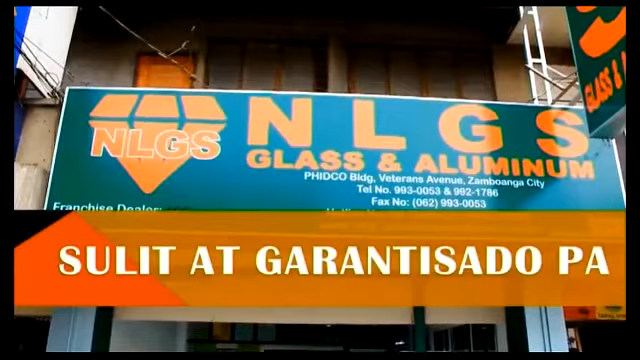 NLGS
NLGS
GLASS & ALUMINUM
PHIDCO Bldg, Veterans Avenue, Zamboanga City
Tel No. 993-0053 & 992-1786
Fax No: (062) 993-0053
Franchise Dealer:
GLASS &
SULIT AT GARANTISADO PA